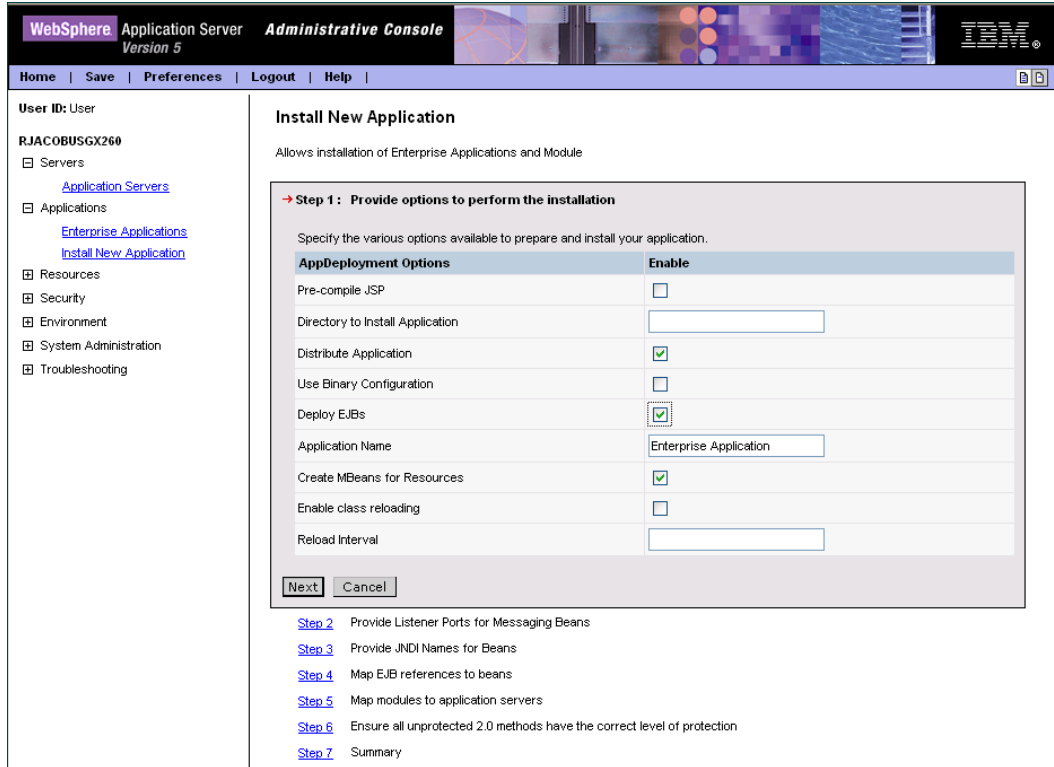 WebSphere. Application Server Administrative Console
Version 5
IBM®
Home | Save | Preferences | Logout | Help |
User ID: User
RJACOBUSGX260
Servers
Application Servers
Applications
Enterprise Applications
Install New Application
Resources
Security
Environment
System Administration
Troubleshooting
Install New Application
Allows installation of Enterprise Applications and Module
Step 1 : Provide options to perform the installation
Specify the various options available to prepare and install your application.
AppDeployment Options Enable
Pre-compile JSP
Directory to Install Application
Distribute Application
Use Binary Configuration
Deploy EJBs
Application Name Enterprise Application
Create MBeans for Resources
Enable class reloading
Reload Interval
Next Cancel
Step 2 Provide Listener Ports for Messaging Beans
Step 3 Provide JNDI Names for Beans
Step 4 Map EJB references to beans
Step 5 Map modules to application servers
Step 6 Ensure all unprotected 2.0 methods have the correct level of protection
Step 7 Summary